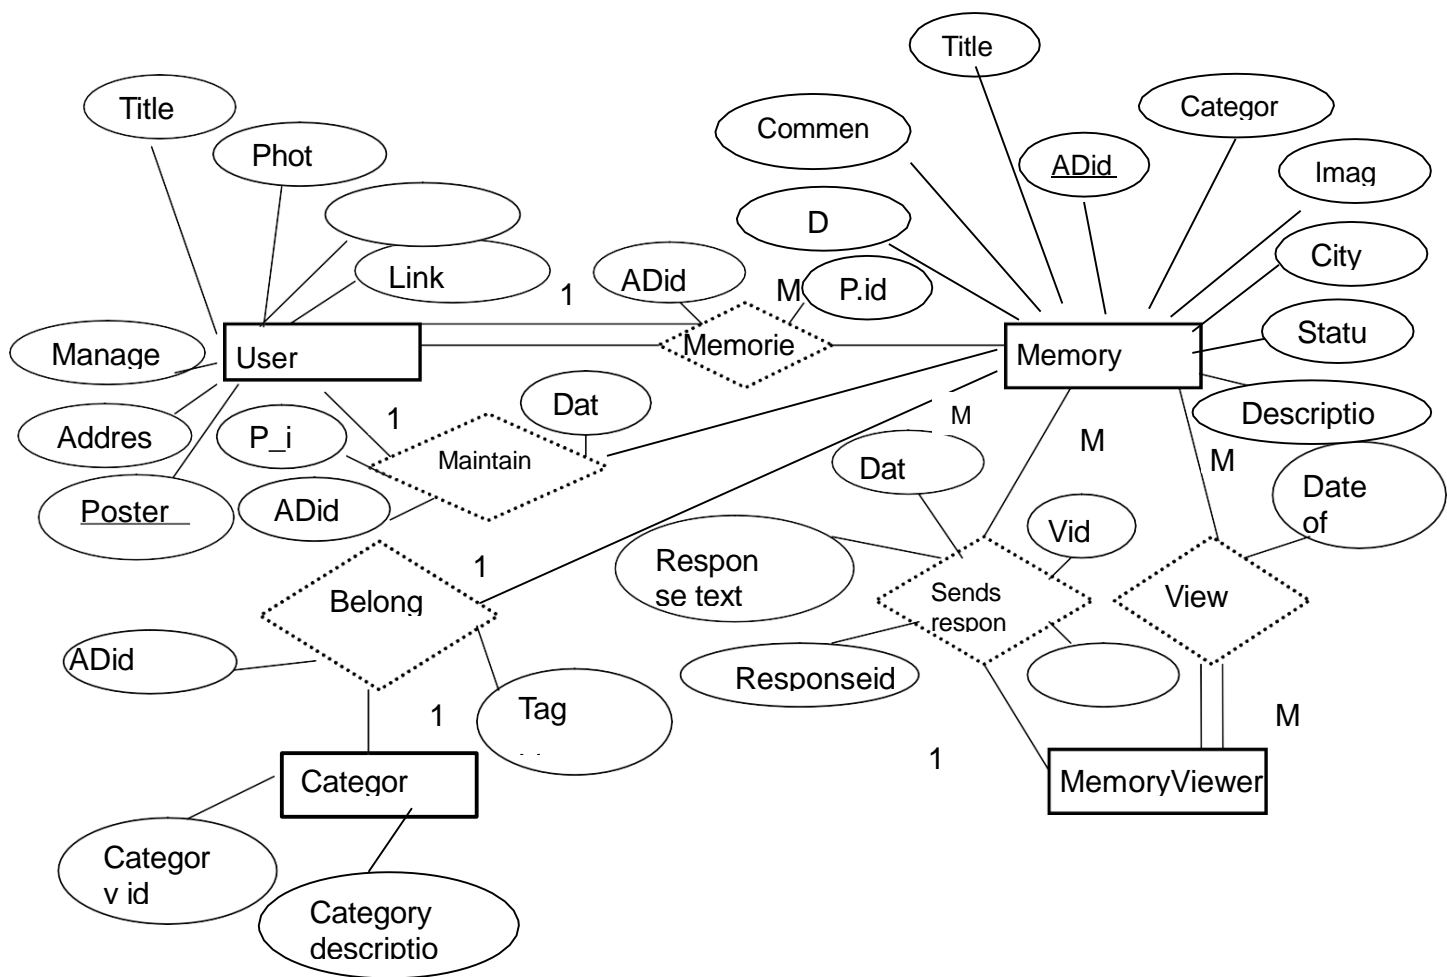 Title
Title
Phot
Commen
Categor
ADid
Imag
D
Link
ADid
M
P.id
City
1
Manage
User
Memorie
Memory
Statu
Addres
P_i
1
Dat
M
Descriptio
Maintain
M
M
Dat
Poster
ADid
Date
of
Vid
Respon
se text
1
Belong
Sends
respon
View
ADid
Responseid
Tag
1
M
1
Categor
MemoryViewer
Categor
y id
Category
descriptio